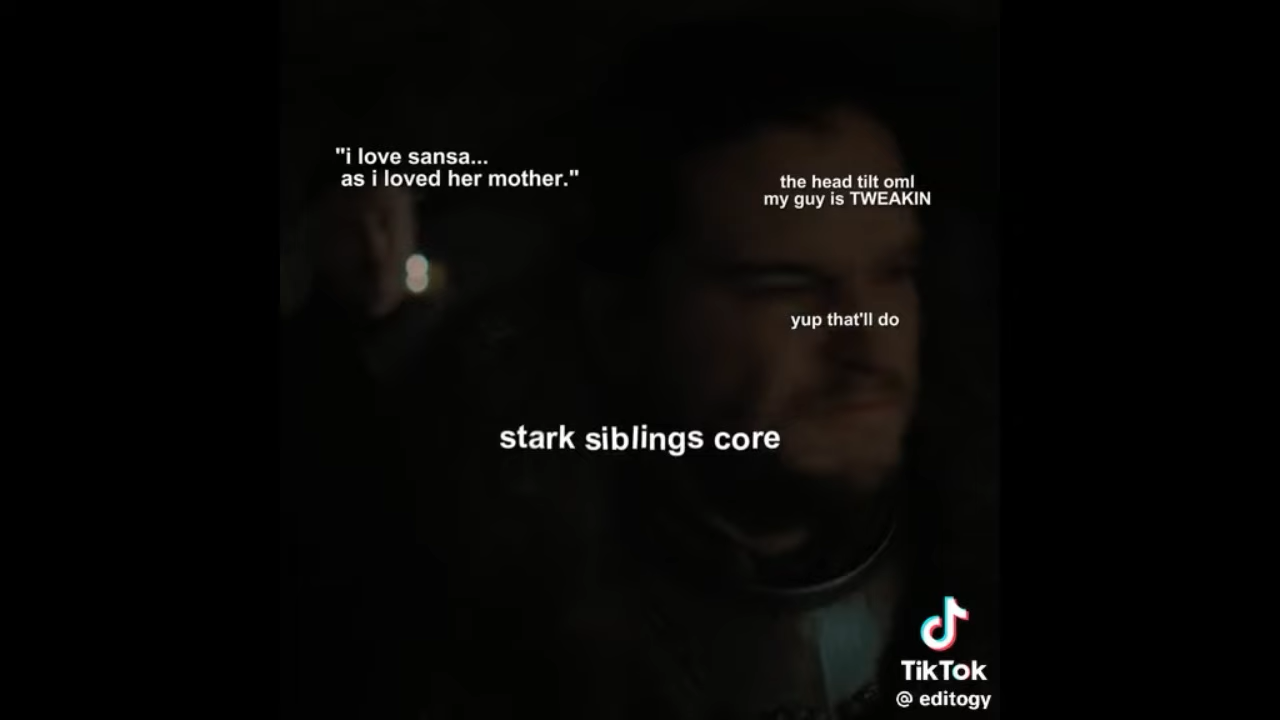 "i love sansa...
as i loved her mother."
the head tilt oml
my guy is TWEAKIN
yup that'll do
stark siblings core
TikTok
@ editogy